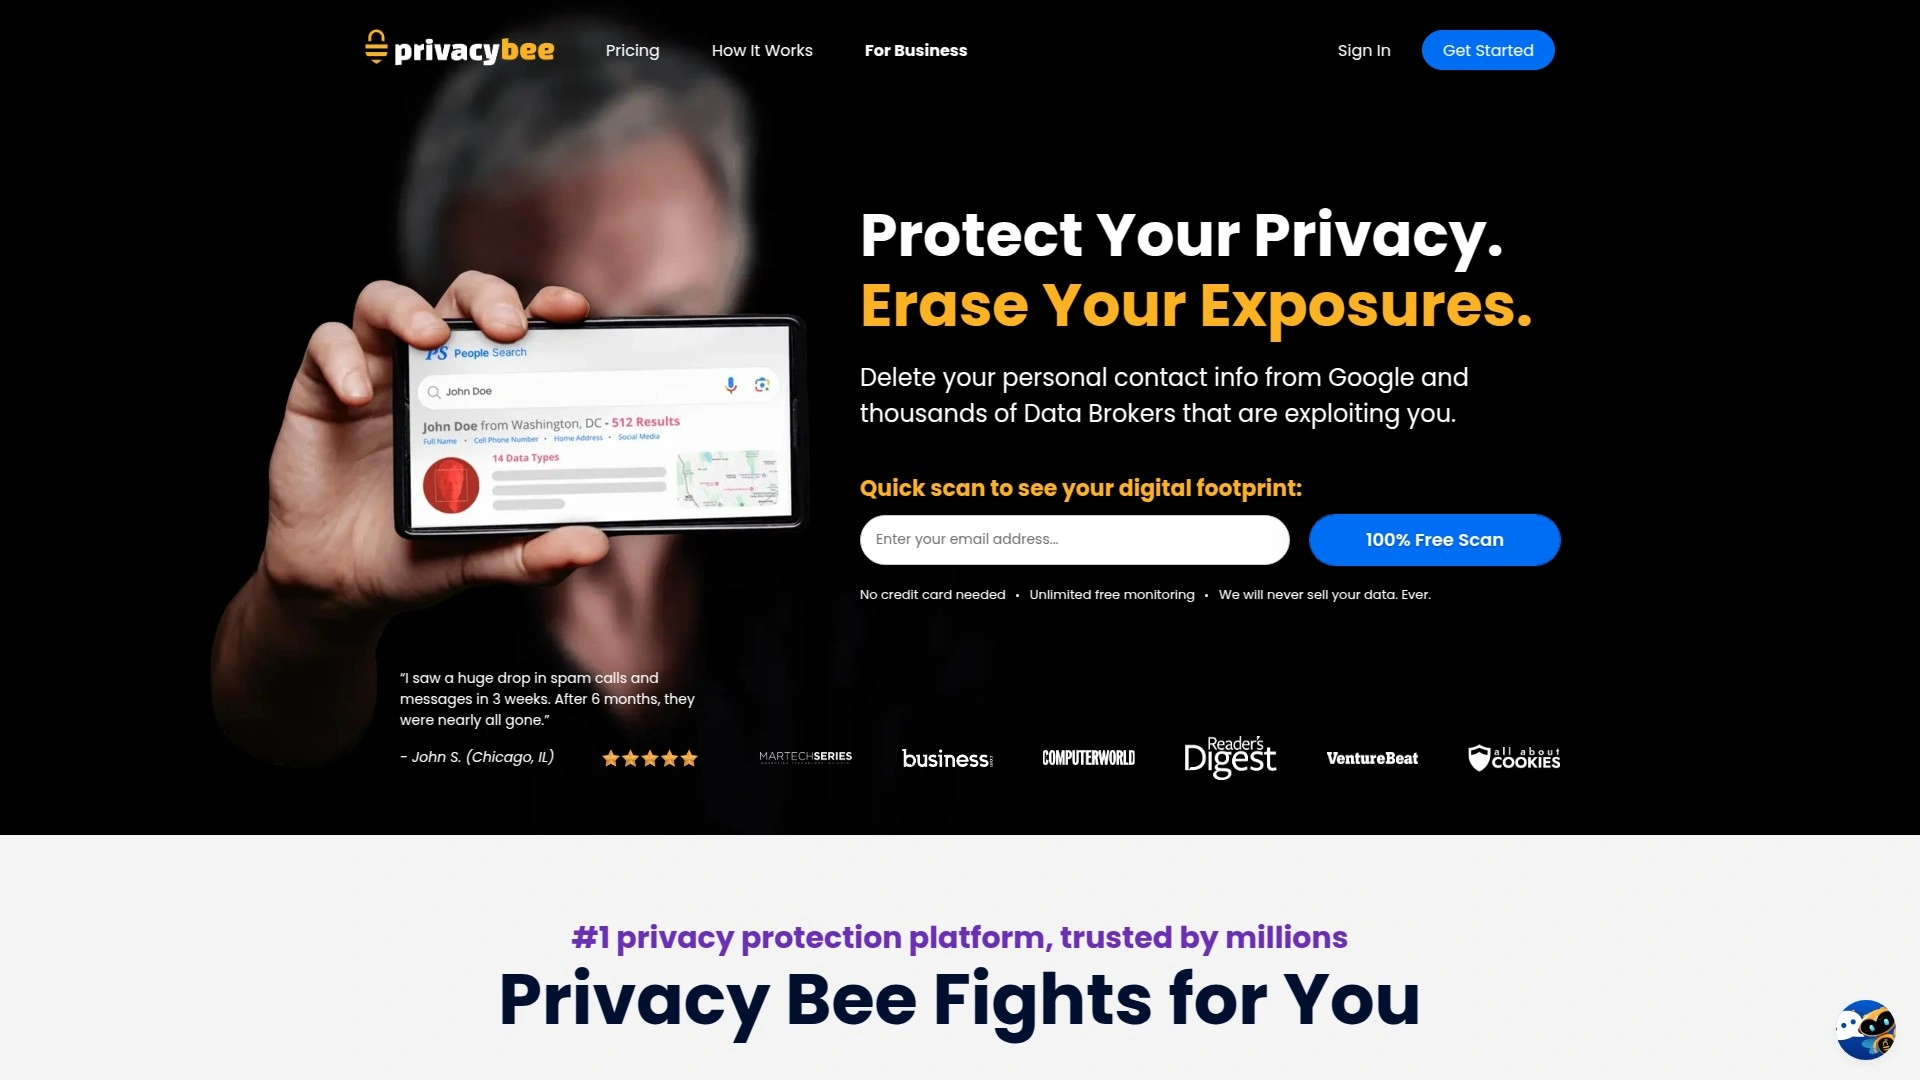 privacybee
Pricing
How It Works
For Business
Sign In
Get Started
Protect Your Privacy.
Erase Your Exposures.
Delete your personal contact info from Google and
thousands of Data Brokers that are exploiting you.
Quick scan to see your digital footprint:
Enter your email address...
100% Free Scan
No credit card needed • Unlimited free monitoring • We will never sell your data. Ever.
PS People Search
John Doe
John Doe from Washington, DC - 512 Results
Full Name • Cell Phone Number • Home Address • Social Media
14 Data Types
“I saw a huge drop in spam calls and
messages in 3 weeks. After 6 months, they
were nearly all gone.”
- John S. (Chicago, IL)
MARTECHSERIES
business
COMPUTERWORLD
Reader's
Digest
VentureBeat
all about
COOKIES
#1 privacy protection platform, trusted by millions
Privacy Bee Fights for You